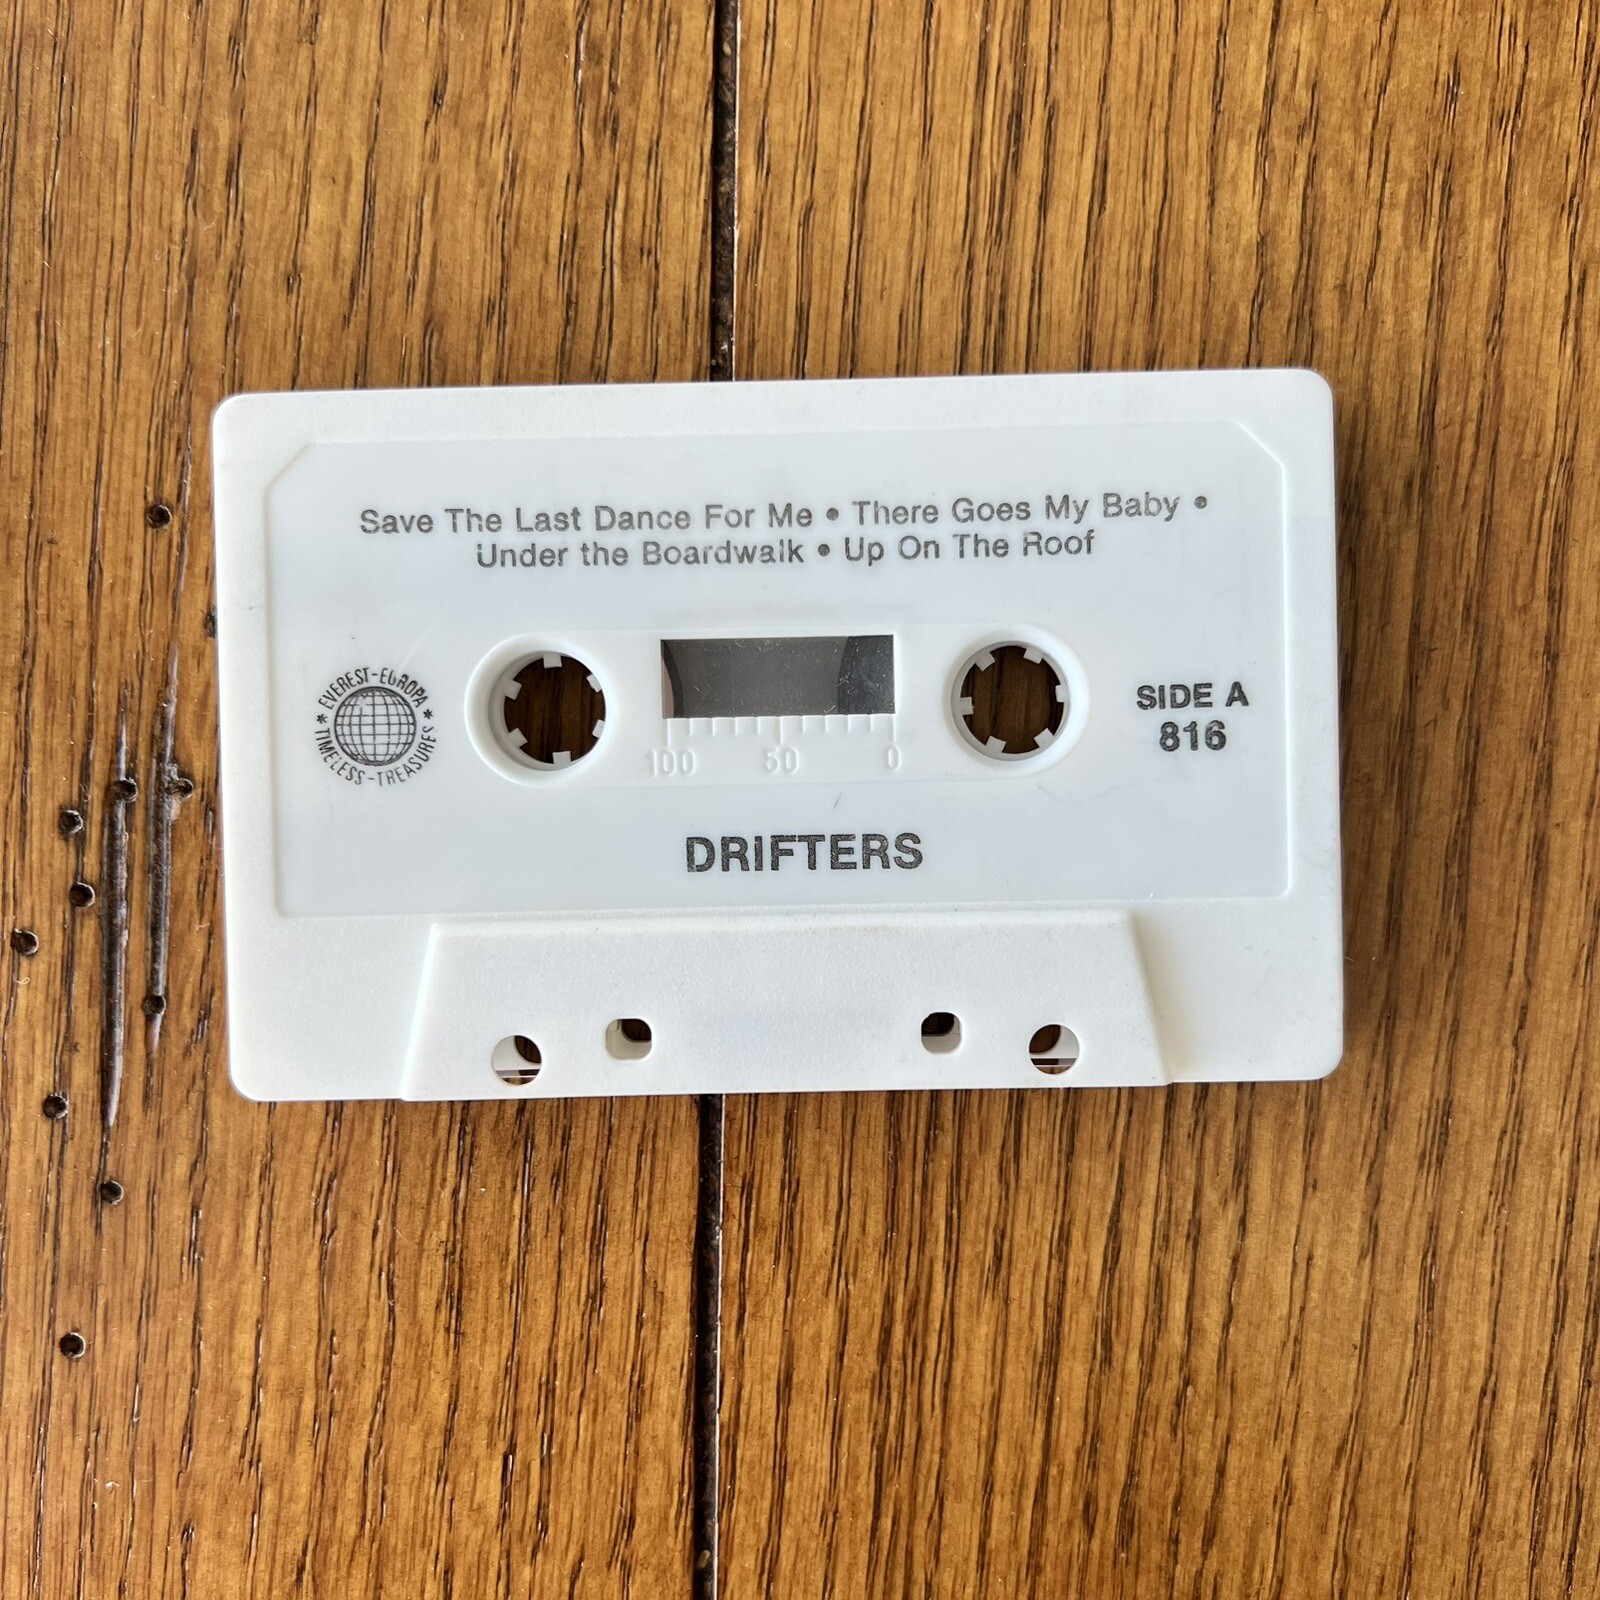 Save The Last Dance For Me • There Goes My Baby •
Under the Boardwalk • Up On The Roof
* EVEREST-EUROPA *
TIMELESS-TREASURES
100 50 0
SIDE A
816
DRIFTERS